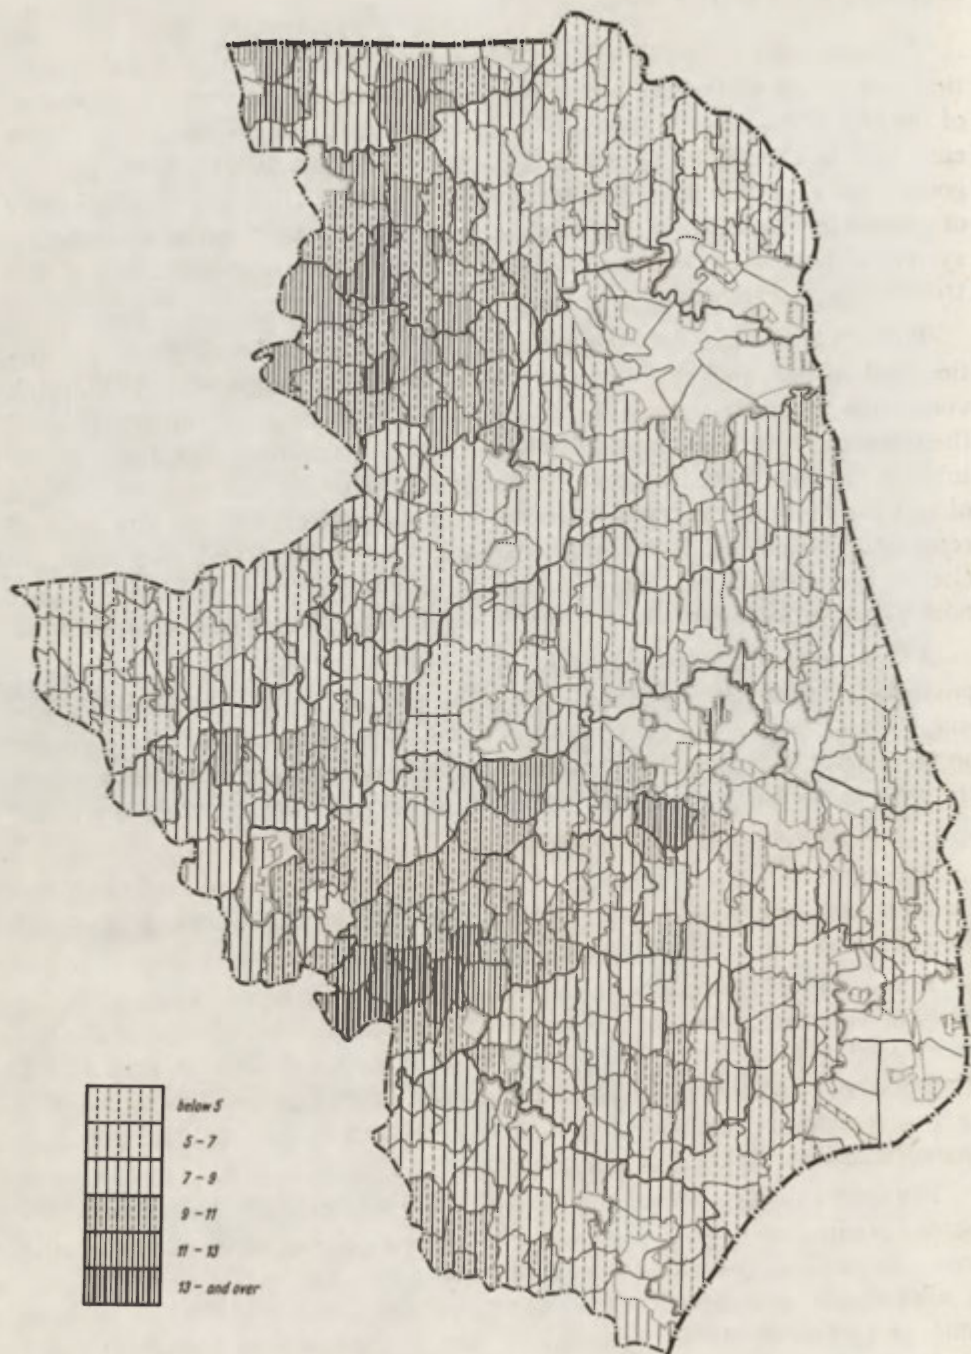 below 5
5 – 7
7 – 9
9 – 11
11 – 13
13 – and over